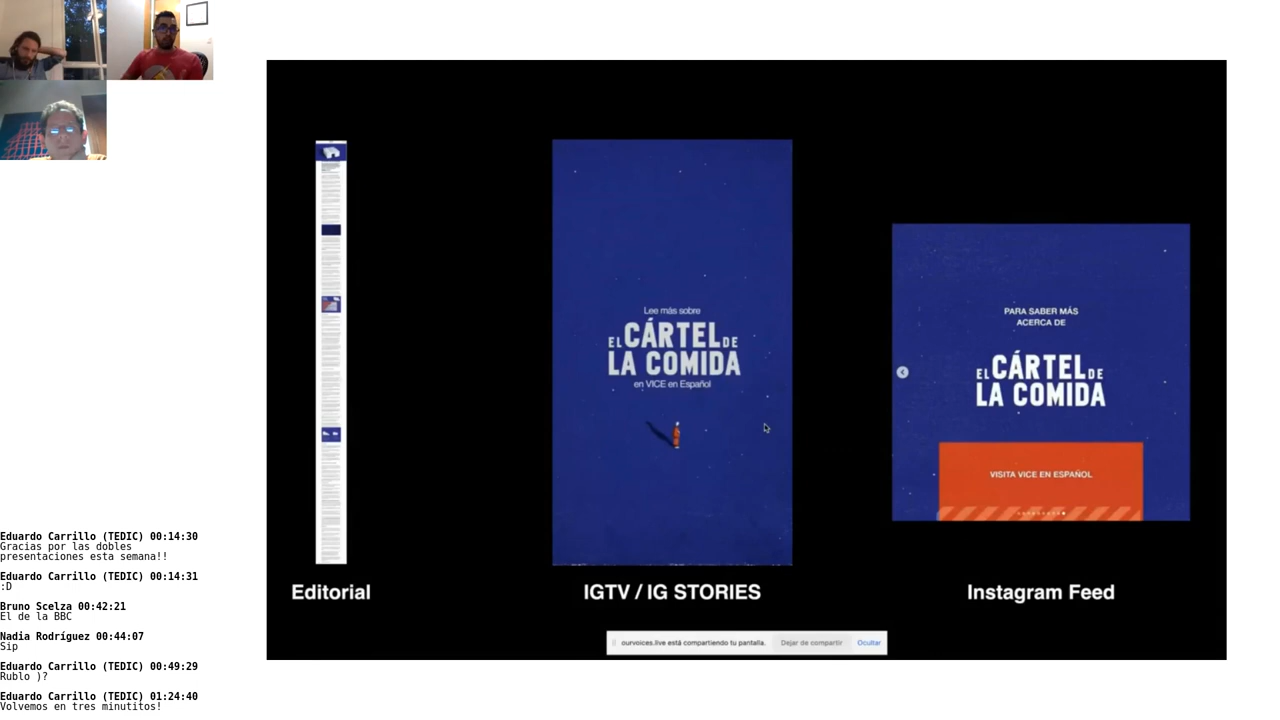 Lee más sobre
EL CÁRTEL DE
LA COMIDA
en VICE en Español
PARA SABER MÁS
ACERCA DE
EL CÁRTEL DE
LA COMIDA
VISITA VICE EN ESPAÑOL
Editorial
IGTV / IG STORIES
Instagram Feed
ourvoices.live está compartiendo tu pantalla.
Dejar de compartir
Ocultar
Eduardo Carrillo (TEDIC) 00:14:30
Gracias por las dobles
presentaciones esta semana!!
Eduardo Carrillo (TEDIC) 00:14:31
:D
Bruno Scelza 00:42:21
El de la BBC
Nadia Rodríguez 00:44:07
Sip
Eduardo Carrillo (TEDIC) 00:49:29
Rublo )?
Eduardo Carrillo (TEDIC) 01:24:40
Volvemos en tres minutitos!